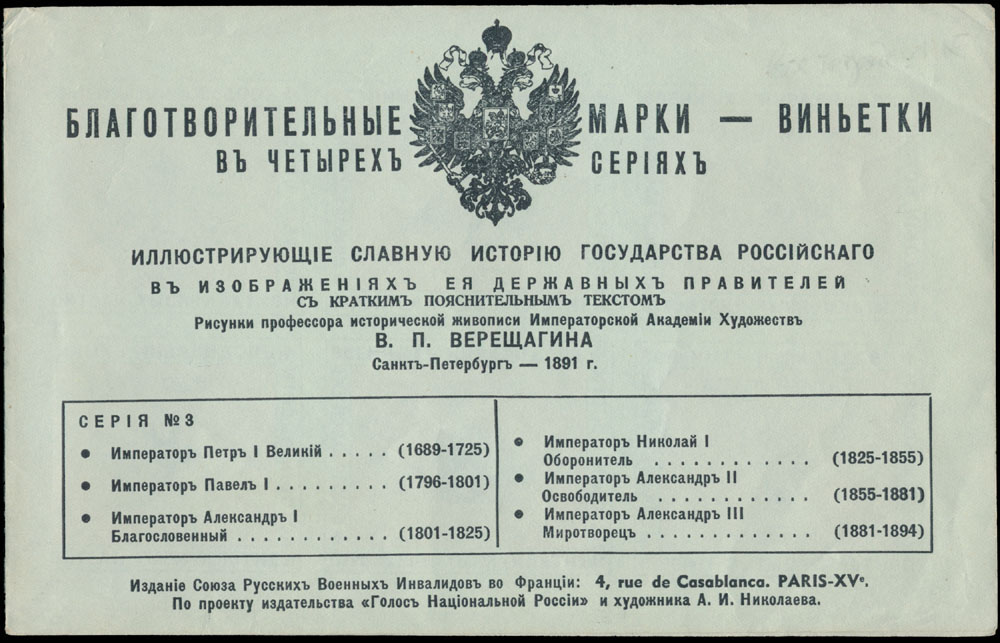 БЛАГОТВОРИТЕЛЬНЫЕ МАРКИ — ВИНЬЕТКИ
ВЪ ЧЕТЫРЕХЪ СЕРІЯХЪ
ИЛЛЮСТРИРУЮЩІЕ СЛАВНУЮ ИСТОРІЮ ГОСУДАРСТВА РОССІЙСКАГО
ВЪ ИЗОБРАЖЕНІЯХЪ ЕЯ ДЕРЖАВНЫХЪ ПРАВИТЕЛЕЙ
СЪ КРАТКИМЪ ПОЯСНИТЕЛЬНЫМЪ ТЕКСТОМЪ
Рисунки профессора исторической живописи Императорской Академіи Художествъ
В. П. ВЕРЕЩАГИНА
Санктъ-Петербургъ — 1891 г.
СЕРІЯ №3
● Императоръ Петръ I Великій . . . . . (1689-1725)
● Императоръ Павелъ I . . . . . . . . . (1796-1801)
● Императоръ Александръ I
Благословенный . . . . . . . . . . . . (1801-1825)
● Императоръ Николай I
Оборонитель . . . . . . . . . . . . (1825-1855)
● Императоръ Александръ II
Освободитель . . . . . . . . . . . . (1855-1881)
● Императоръ Александръ III
Миротворецъ . . . . . . . . . . . . . (1881-1894)
Изданіе Союза Русскихъ Военныхъ Инвалидовъ во Франціи: 4, rue de Casablanca. PARIS-XVe.
По проекту издательства «Голосъ Національной Россіи» и художника А. И. Николаева.